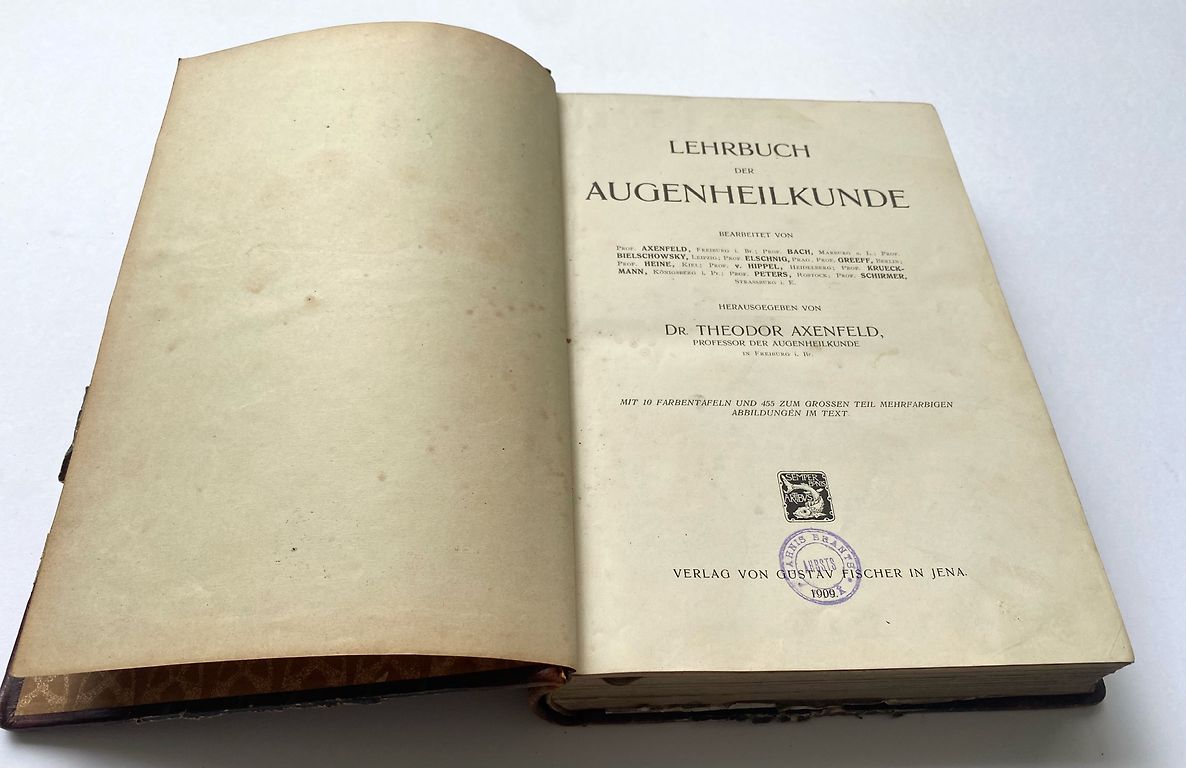 LEHRBUCH
DER
AUGENHEILKUNDE
BEARBEITET VON
PROF. AXENFELD, FREIBURG I. BR.; PROF. BACH, MARBURG A. L.; PROF.
BIELSCHOWSKY, LEIPZIG; PROF. ELSCHNIG, PRAG; PROF. GREEFF, BERLIN;
PROF. HEINE, KIEL; PROF. V. HIPPEL, HEIDELBERG; PROF. KRUECK-
MANN, KÖNIGSBERG I. PR.; PROF. PETERS, ROSTOCK; PROF. SCHIRMER,
STRASSBURG I. E.
HERAUSGEGEBEN VON
DR. THEODOR AXENFELD,
PROFESSOR DER AUGENHEILKUNDE
IN FREIBURG I. BR.
MIT 10 FARBENTAFELN UND 455 ZUM GROSSEN TEIL MEHRFARBIGEN
ABBILDUNGEN IM TEXT
SEMPER
BONIS
ARTIBUS
AHRSTS
VERLAG VON GUSTAV FISCHER IN JENA.
1909.